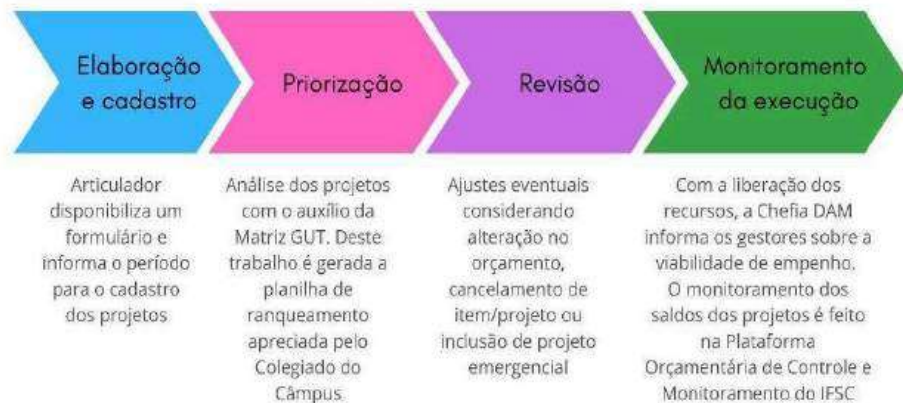 Elaboração
e cadastro
Priorização
Revisão
Monitoramento
da execução
Articulador
disponibiliza um
formulário e
informa o período
para o cadastro
dos projetos
Análise dos projetos
com o auxílio da
Matriz GUT. Deste
trabalho é gerada a
planilha de
ranqueamento
apreciada pelo
Colegiado do
Câmpus
Ajustes eventuais
considerando
alteração no
orçamento,
cancelamento de
item/projeto ou
inclusão de projeto
emergencial
Com a liberação dos
recursos, a Chefia DAM
informa os gestores sobre a
viabilidade de empenho.
O monitoramento dos
saldos dos projetos é feito
na Plataforma
Orçamentária de Controle e
Monitoramento do IFSC